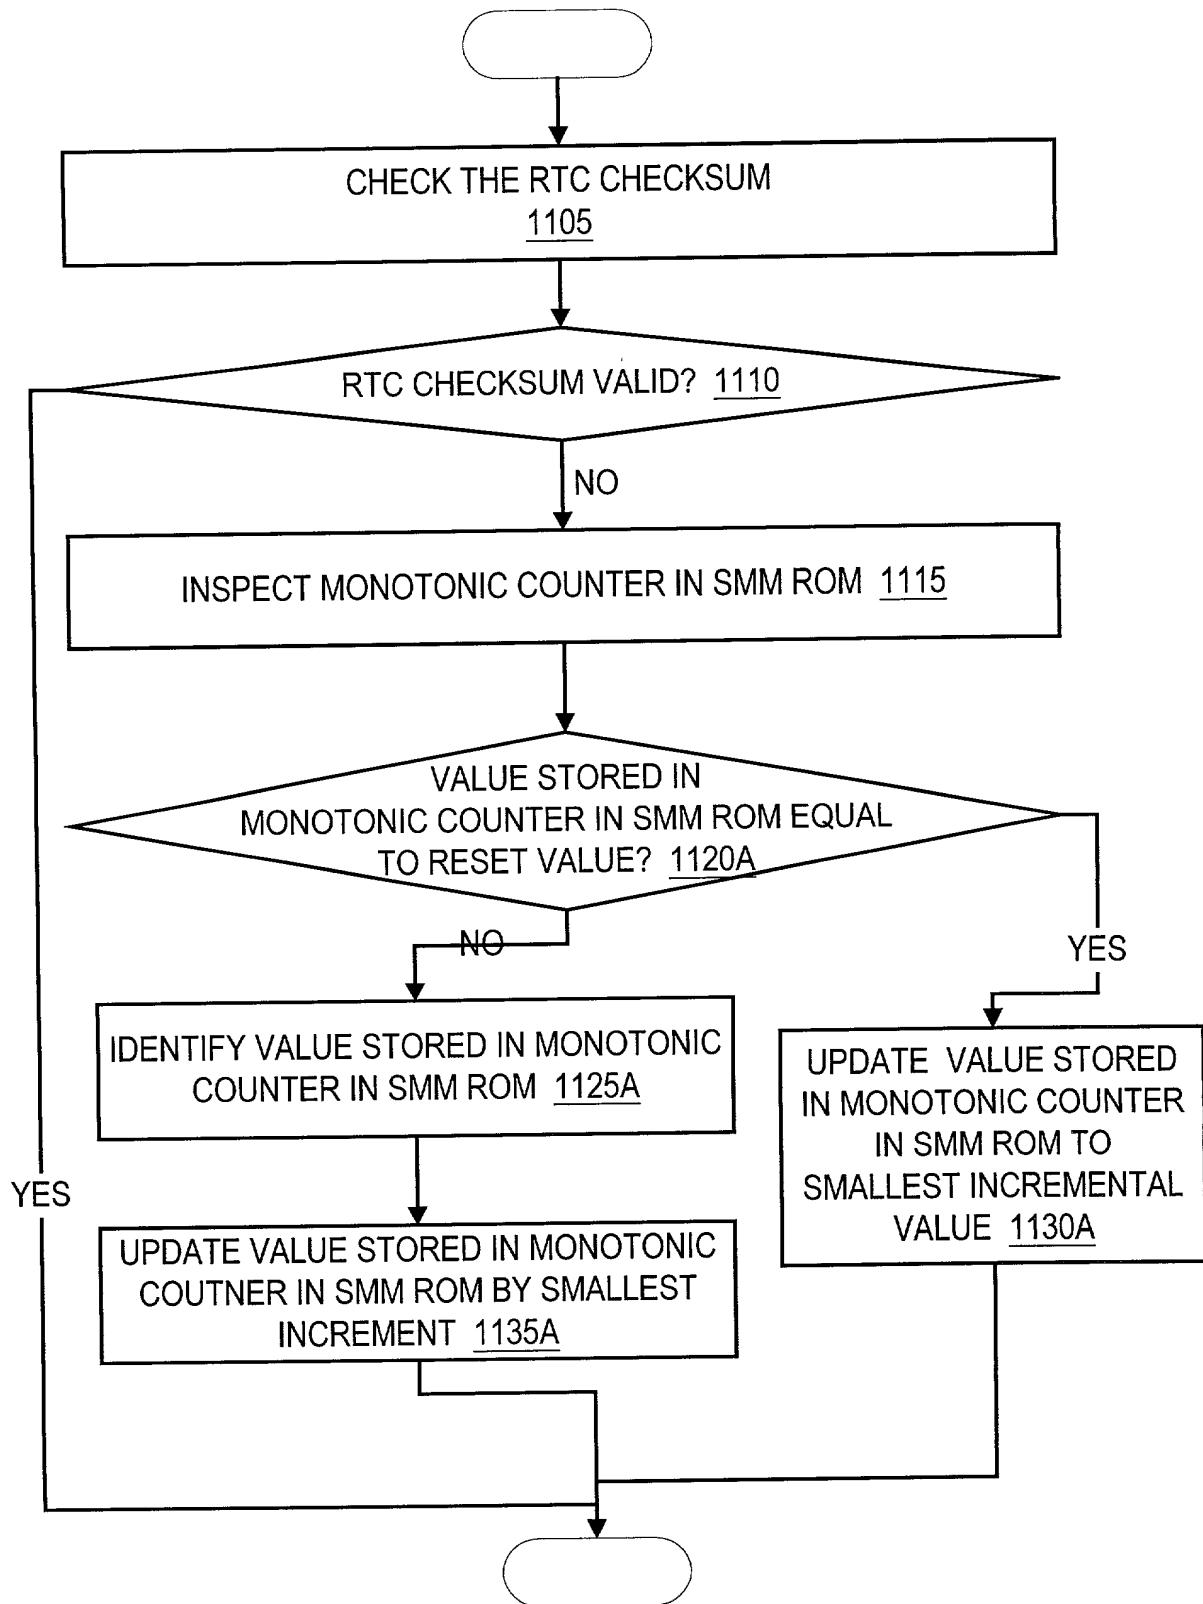 CHECK THE RTC CHECKSUM
1105
RTC CHECKSUM VALID? 1110
NO
INSPECT MONOTONIC COUNTER IN SMM ROM 1115
VALUE STORED IN
MONOTONIC COUNTER IN SMM ROM EQUAL
TO RESET VALUE? 1120A
NO
YES
IDENTIFY VALUE STORED IN MONOTONIC
COUNTER IN SMM ROM 1125A
UPDATE VALUE STORED
IN MONOTONIC COUNTER
IN SMM ROM TO
SMALLEST INCREMENTAL
VALUE 1130A
YES
UPDATE VALUE STORED IN MONOTONIC
COUTNER IN SMM ROM BY SMALLEST
INCREMENT 1135A